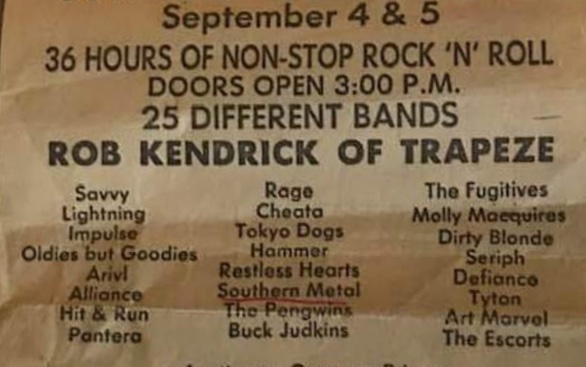 September 4 & 5
36 HOURS OF NON-STOP ROCK 'N' ROLL
DOORS OPEN 3:00 P.M.
25 DIFFERENT BANDS
ROB KENDRICK OF TRAPEZE
Savvy
Lightning
Impulse
Oldies but Goodies
Arivl
Alliance
Hit & Run
Pantera
Rage
Cheata
Tokyo Dogs
Hammer
Restless Hearts
Southern Metal
The Pengwins
Buck Judkins
The Fugitives
Molly Maequires
Dirty Blonde
Seriph
Defiance
Tyton
Art Marvel
The Escorts